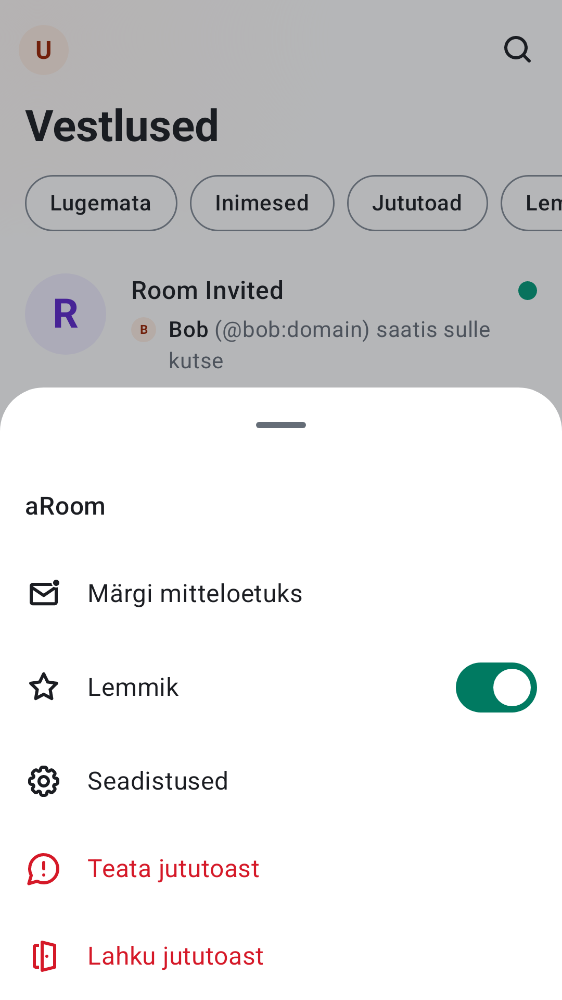 U
Vestlused
Lugemata
Inimesed
Jututoad
Lem
R
Room Invited
B Bob (@bob:domain) saatis sulle
kutse
aRoom
Märgi mitteloetuks
Lemmik
Seadistused
Teata jututoast
Lahku jututoast